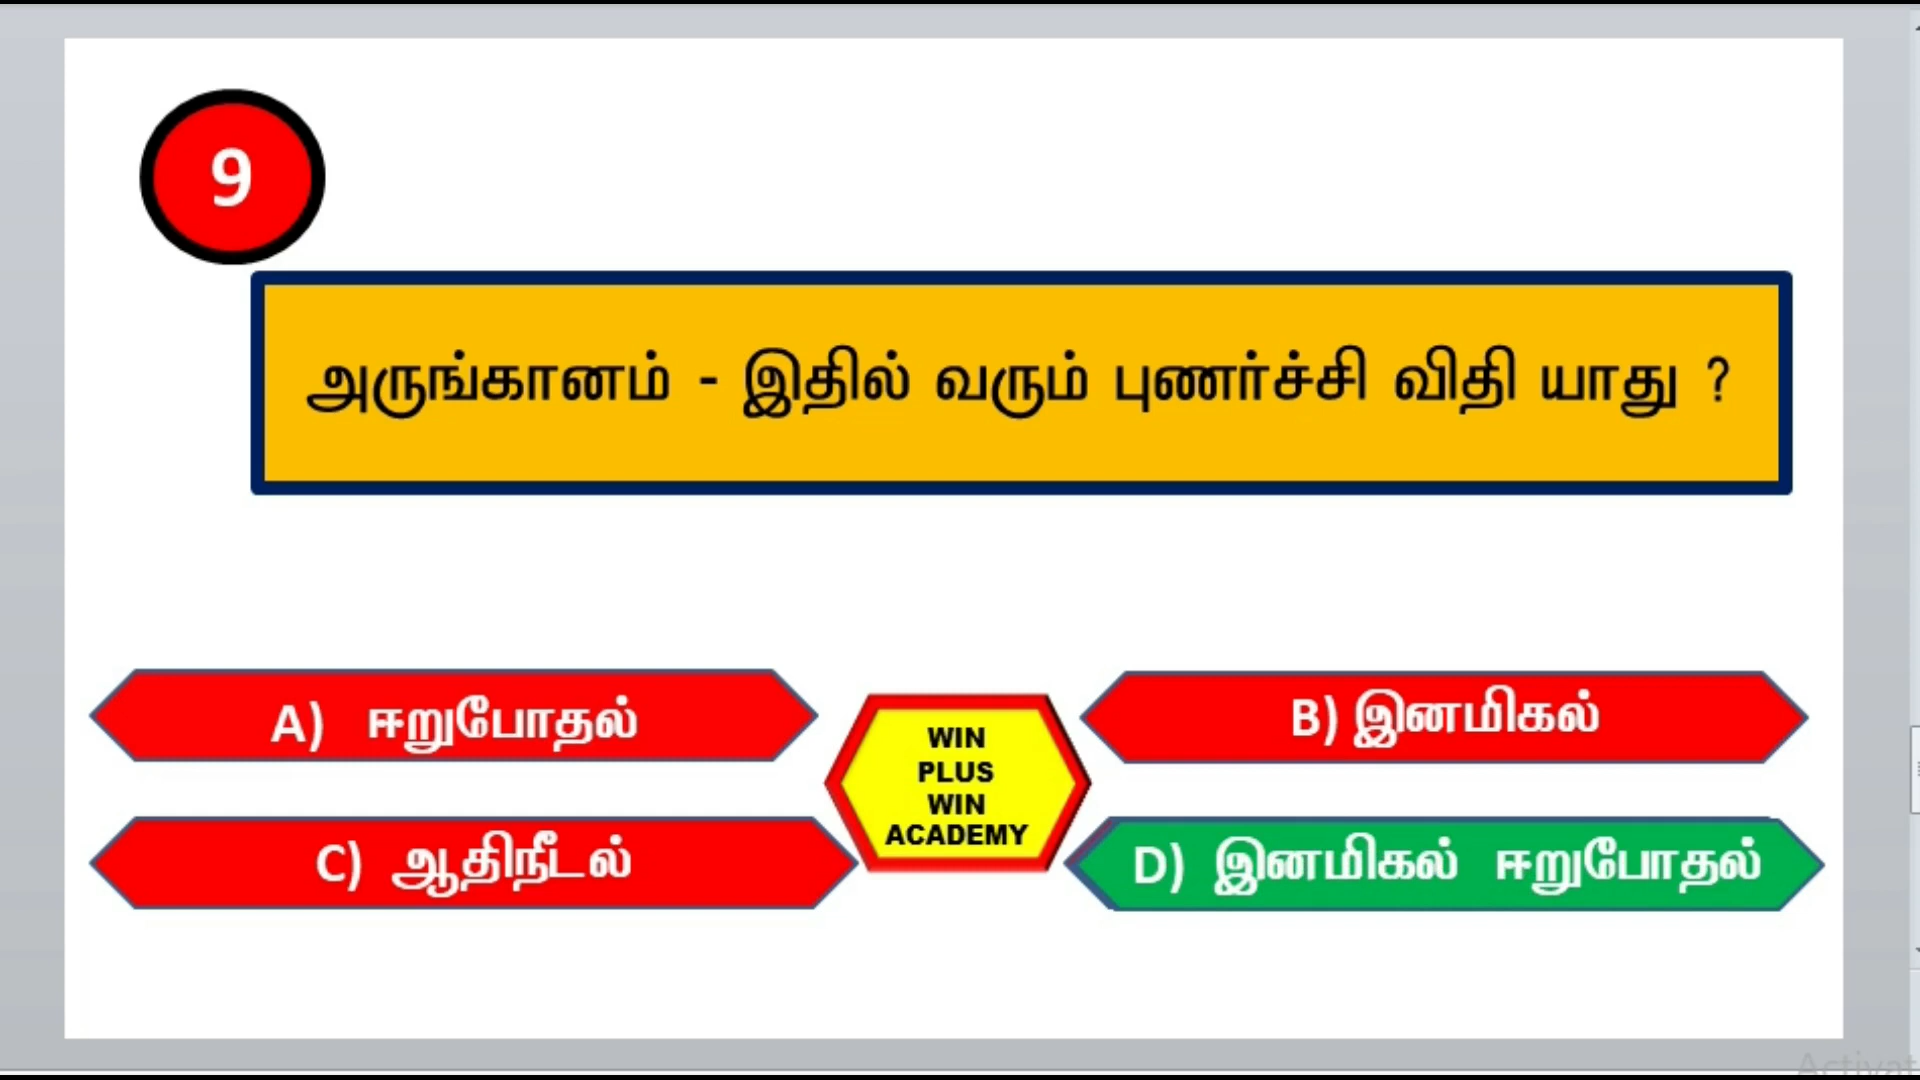 9
அருங்கானம் - இதில் வரும் புணர்ச்சி விதி யாது ?
A) ஈறுபோதல்
B) இனமிகல்
WIN
PLUS
WIN
ACADEMY
C) ஆதிநீடல்
D) இனமிகல் ஈறுபோதல்